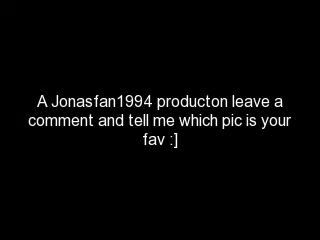 A Jonasfan1994 producton leave a
comment and tell me which pic is your
fav :]